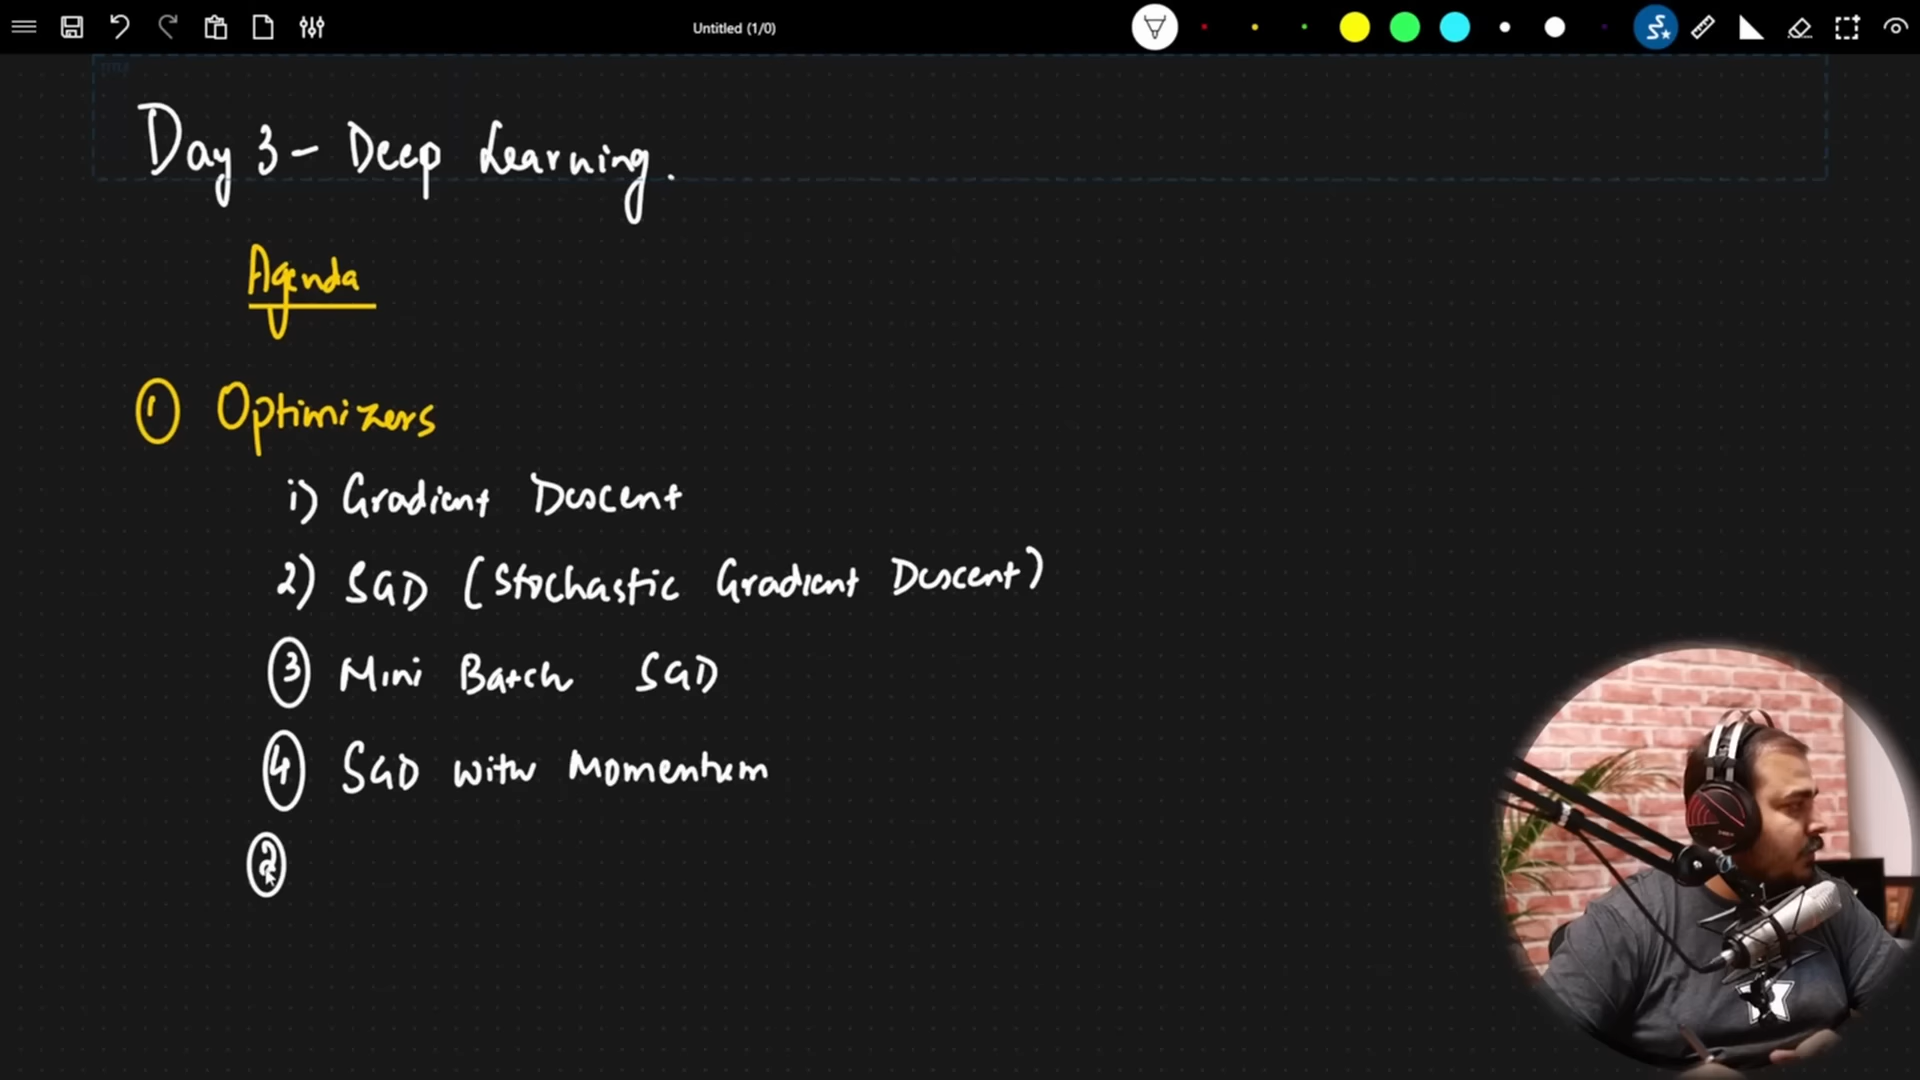 Untitled (1/0)
TITLE
Day 3 - Deep Learning.
Agenda
① Optimizers
i) Gradient Descent
2) SGD (Stochastic Gradient Descent)
③ Mini Batch SGD
④ SGD with Momentum